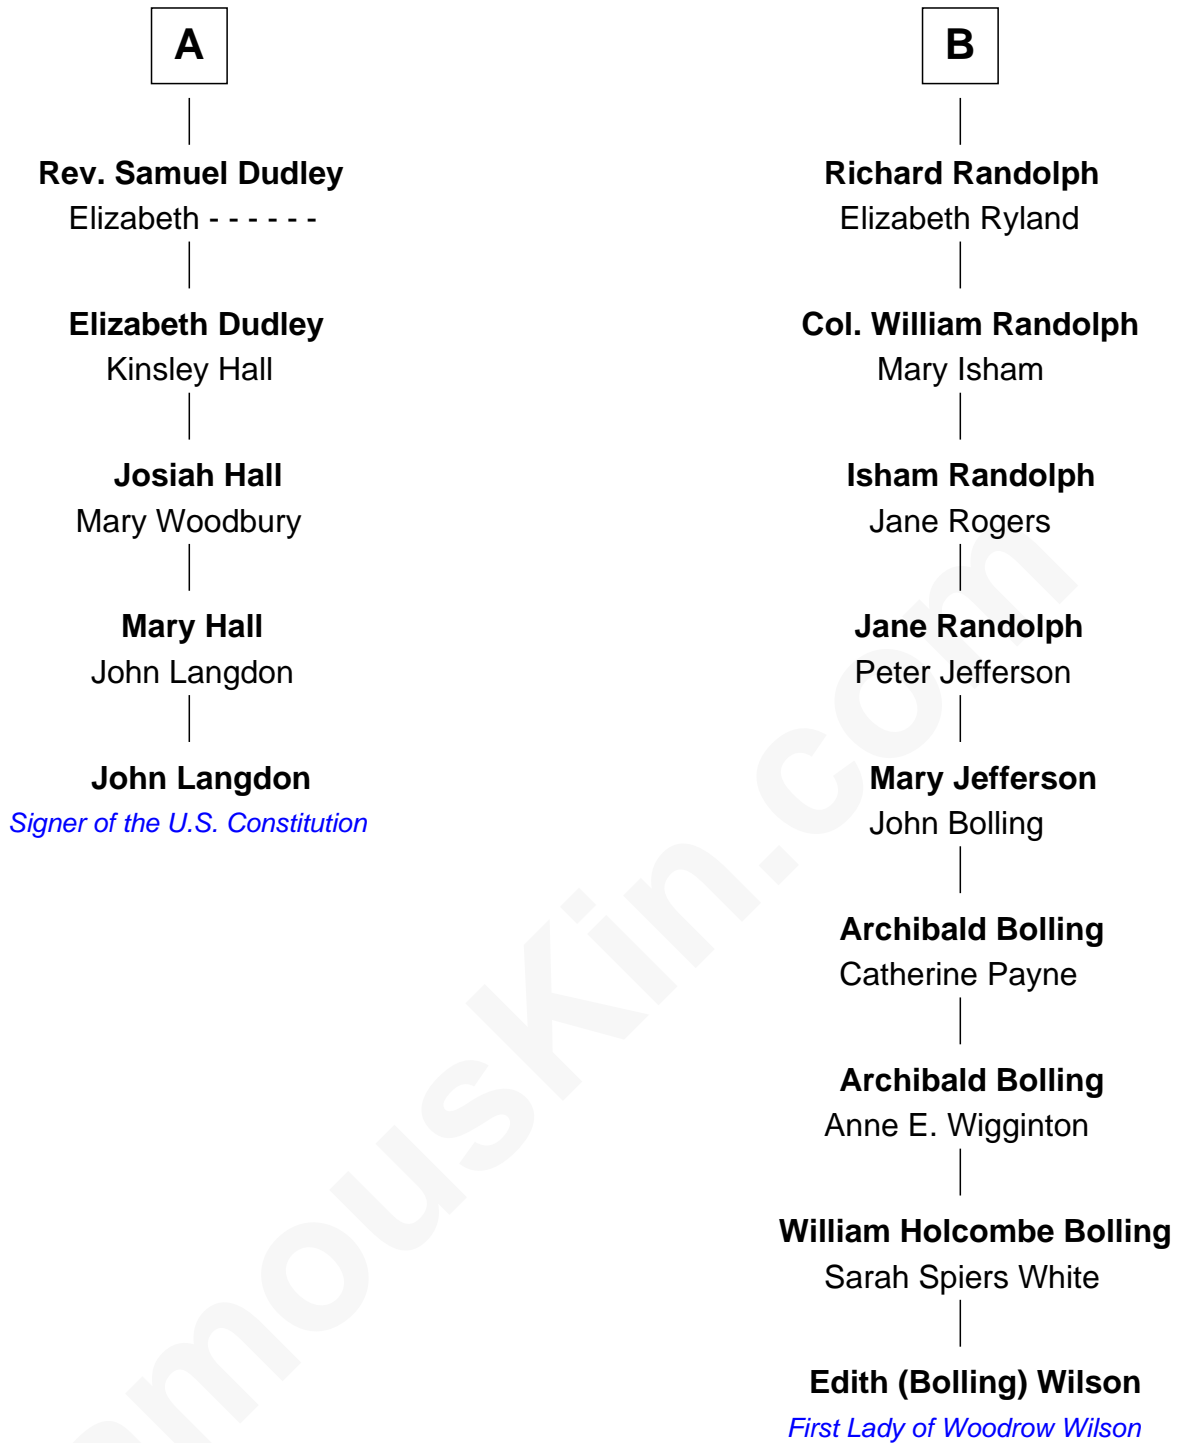 A
Rev. Samuel Dudley
Elizabeth - - - - - -
Elizabeth Dudley
Kinsley Hall
Josiah Hall
Mary Woodbury
Mary Hall
John Langdon
John Langdon
Signer of the U.S. Constitution
B
Richard Randolph
Elizabeth Ryland
Col. William Randolph
Mary Isham
Isham Randolph
Jane Rogers
Jane Randolph
Peter Jefferson
Mary Jefferson
John Bolling
Archibald Bolling
Catherine Payne
Archibald Bolling
Anne E. Wigginton
William Holcombe Bolling
Sarah Spiers White
Edith (Bolling) Wilson
First Lady of Woodrow Wilson
amousKin.com